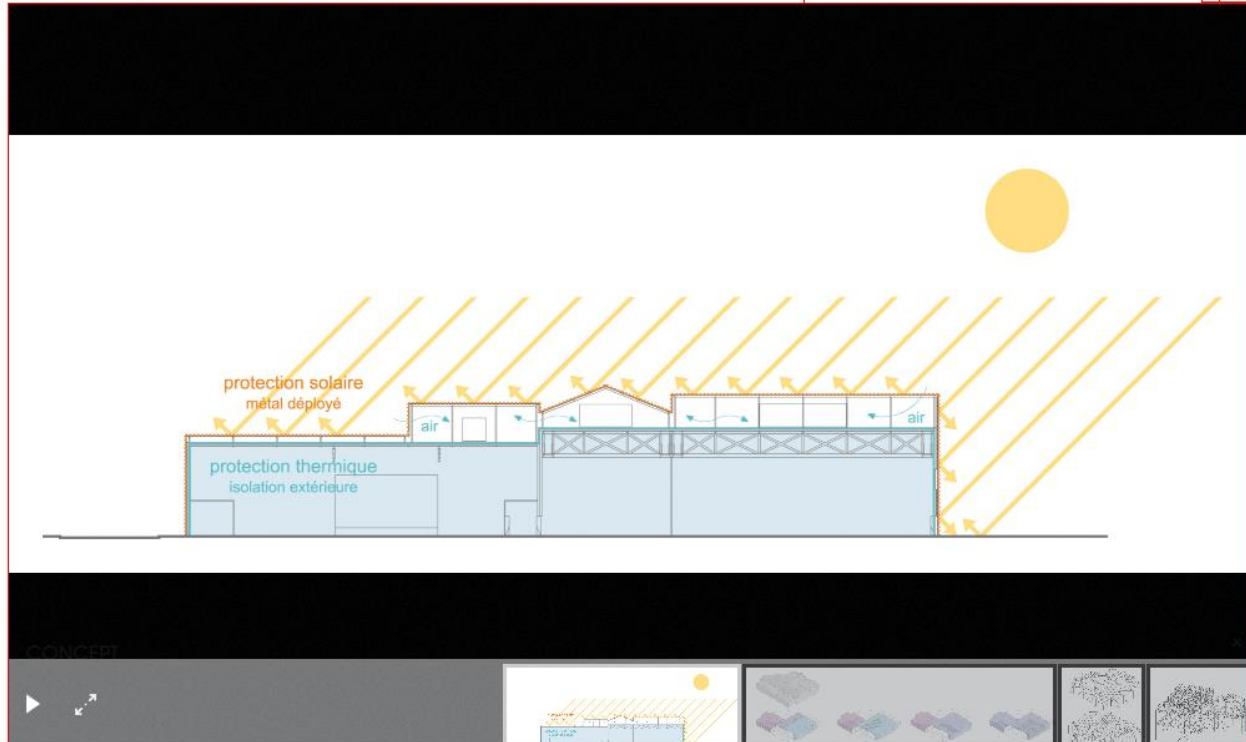 protection solaire
métal déployé
air
air
protection thermique
isolation extérieure
CONCEPT